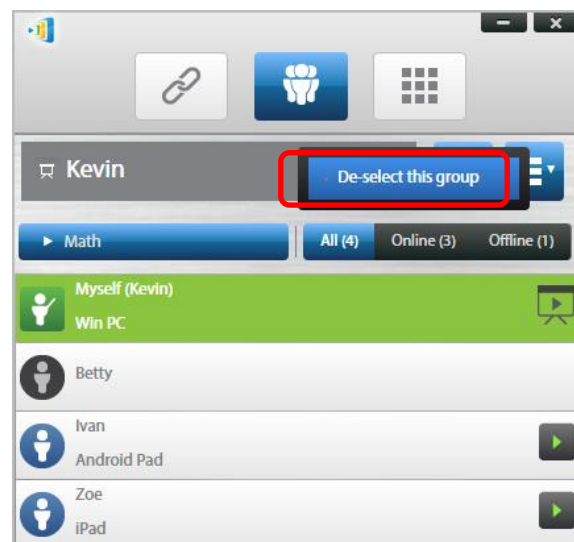 Kevin
De-select this group
Math
All (4) Online (3) Offline (1)
Myself (Kevin)
Win PC
Betty
Ivan
Android Pad
Zoe
iPad